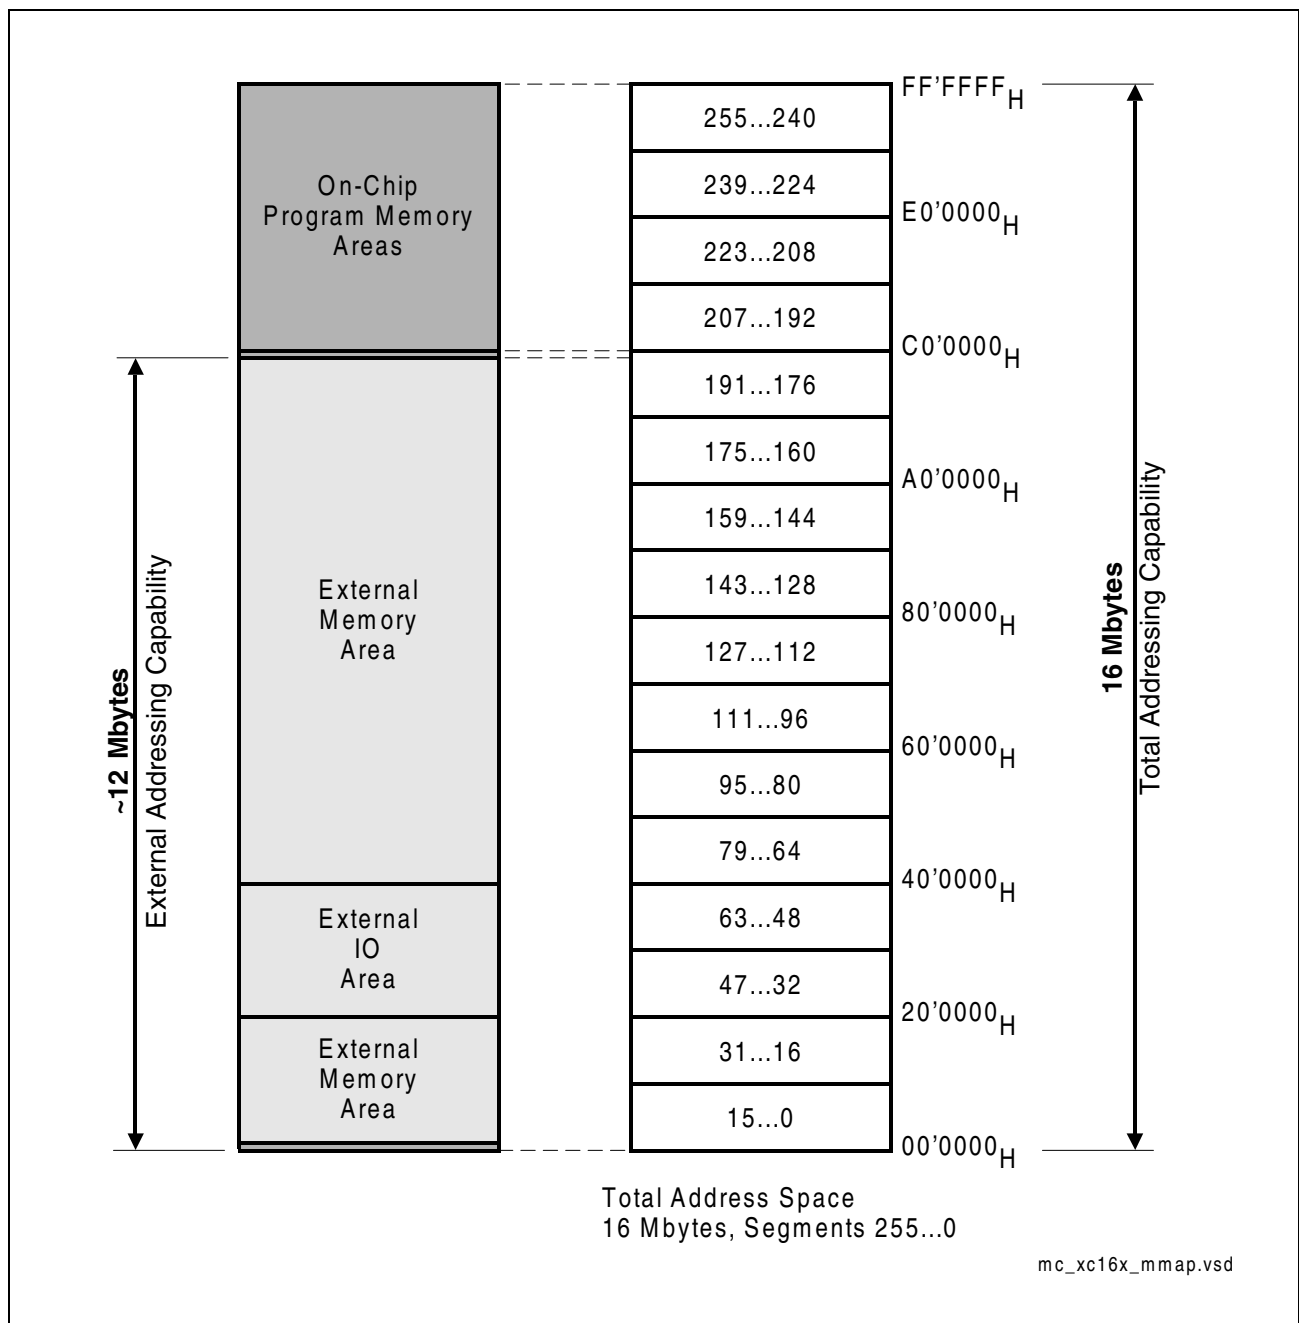 On-Chip
Program Memory
Areas
External
Memory
Area
External
IO
Area
External
Memory
Area
~12 Mbytes
External Addressing Capability
255...240
239...224
223...208
207...192
191...176
175...160
159...144
143...128
127...112
111...96
95...80
79...64
63...48
47...32
31...16
15...0
FF'FFFFH
E0'0000H
C0'0000H
A0'0000H
80'0000H
60'0000H
40'0000H
20'0000H
00'0000H
16 Mbytes
Total Addressing Capability
Total Address Space
16 Mbytes, Segments 255...0
mc_xc16x_mmap.vsd